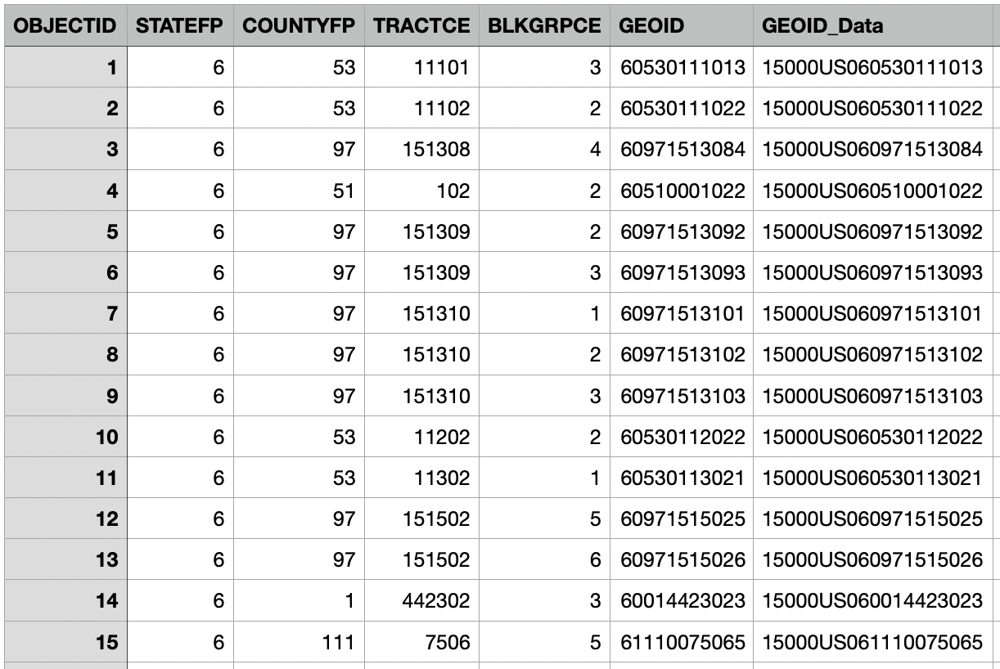 OBJECTID STATEFP COUNTYFP TRACTCE BLKGRPCE GEOID GEOID_Data
1 6 53 11101 3 60530111013 15000US060530111013
2 6 53 11102 2 60530111022 15000US060530111022
3 6 97 151308 4 60971513084 15000US060971513084
4 6 51 102 2 60510001022 15000US060510001022
5 6 97 151309 2 60971513092 15000US060971513092
6 6 97 151309 3 60971513093 15000US060971513093
7 6 97 151310 1 60971513101 15000US060971513101
8 6 97 151310 2 60971513102 15000US060971513102
9 6 97 151310 3 60971513103 15000US060971513103
10 6 53 11202 2 60530112022 15000US060530112022
11 6 53 11302 1 60530113021 15000US060530113021
12 6 97 151502 5 60971515025 15000US060971515025
13 6 97 151502 6 60971515026 15000US060971515026
14 6 1 442302 3 60014423023 15000US060014423023
15 6 111 7506 5 61110075065 15000US061110075065